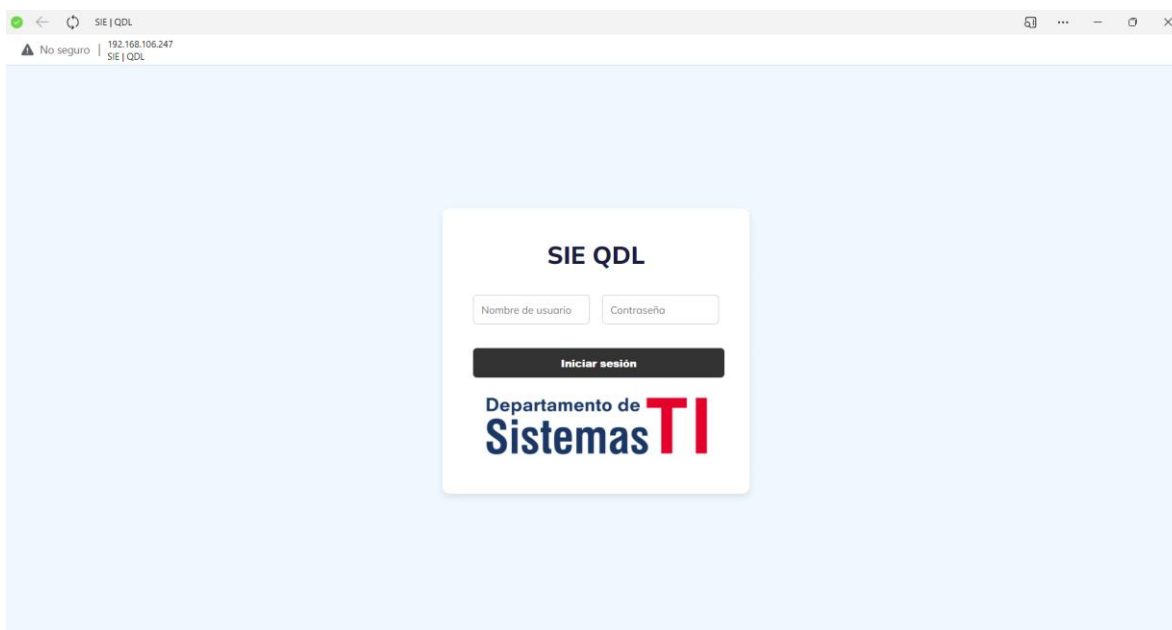 SIE | QDL
No seguro | 192.168.106.247
SIE | QDL
SIE QDL
Nombre de usuario Contraseña
Iniciar sesión
Departamento de
Sistemas TI